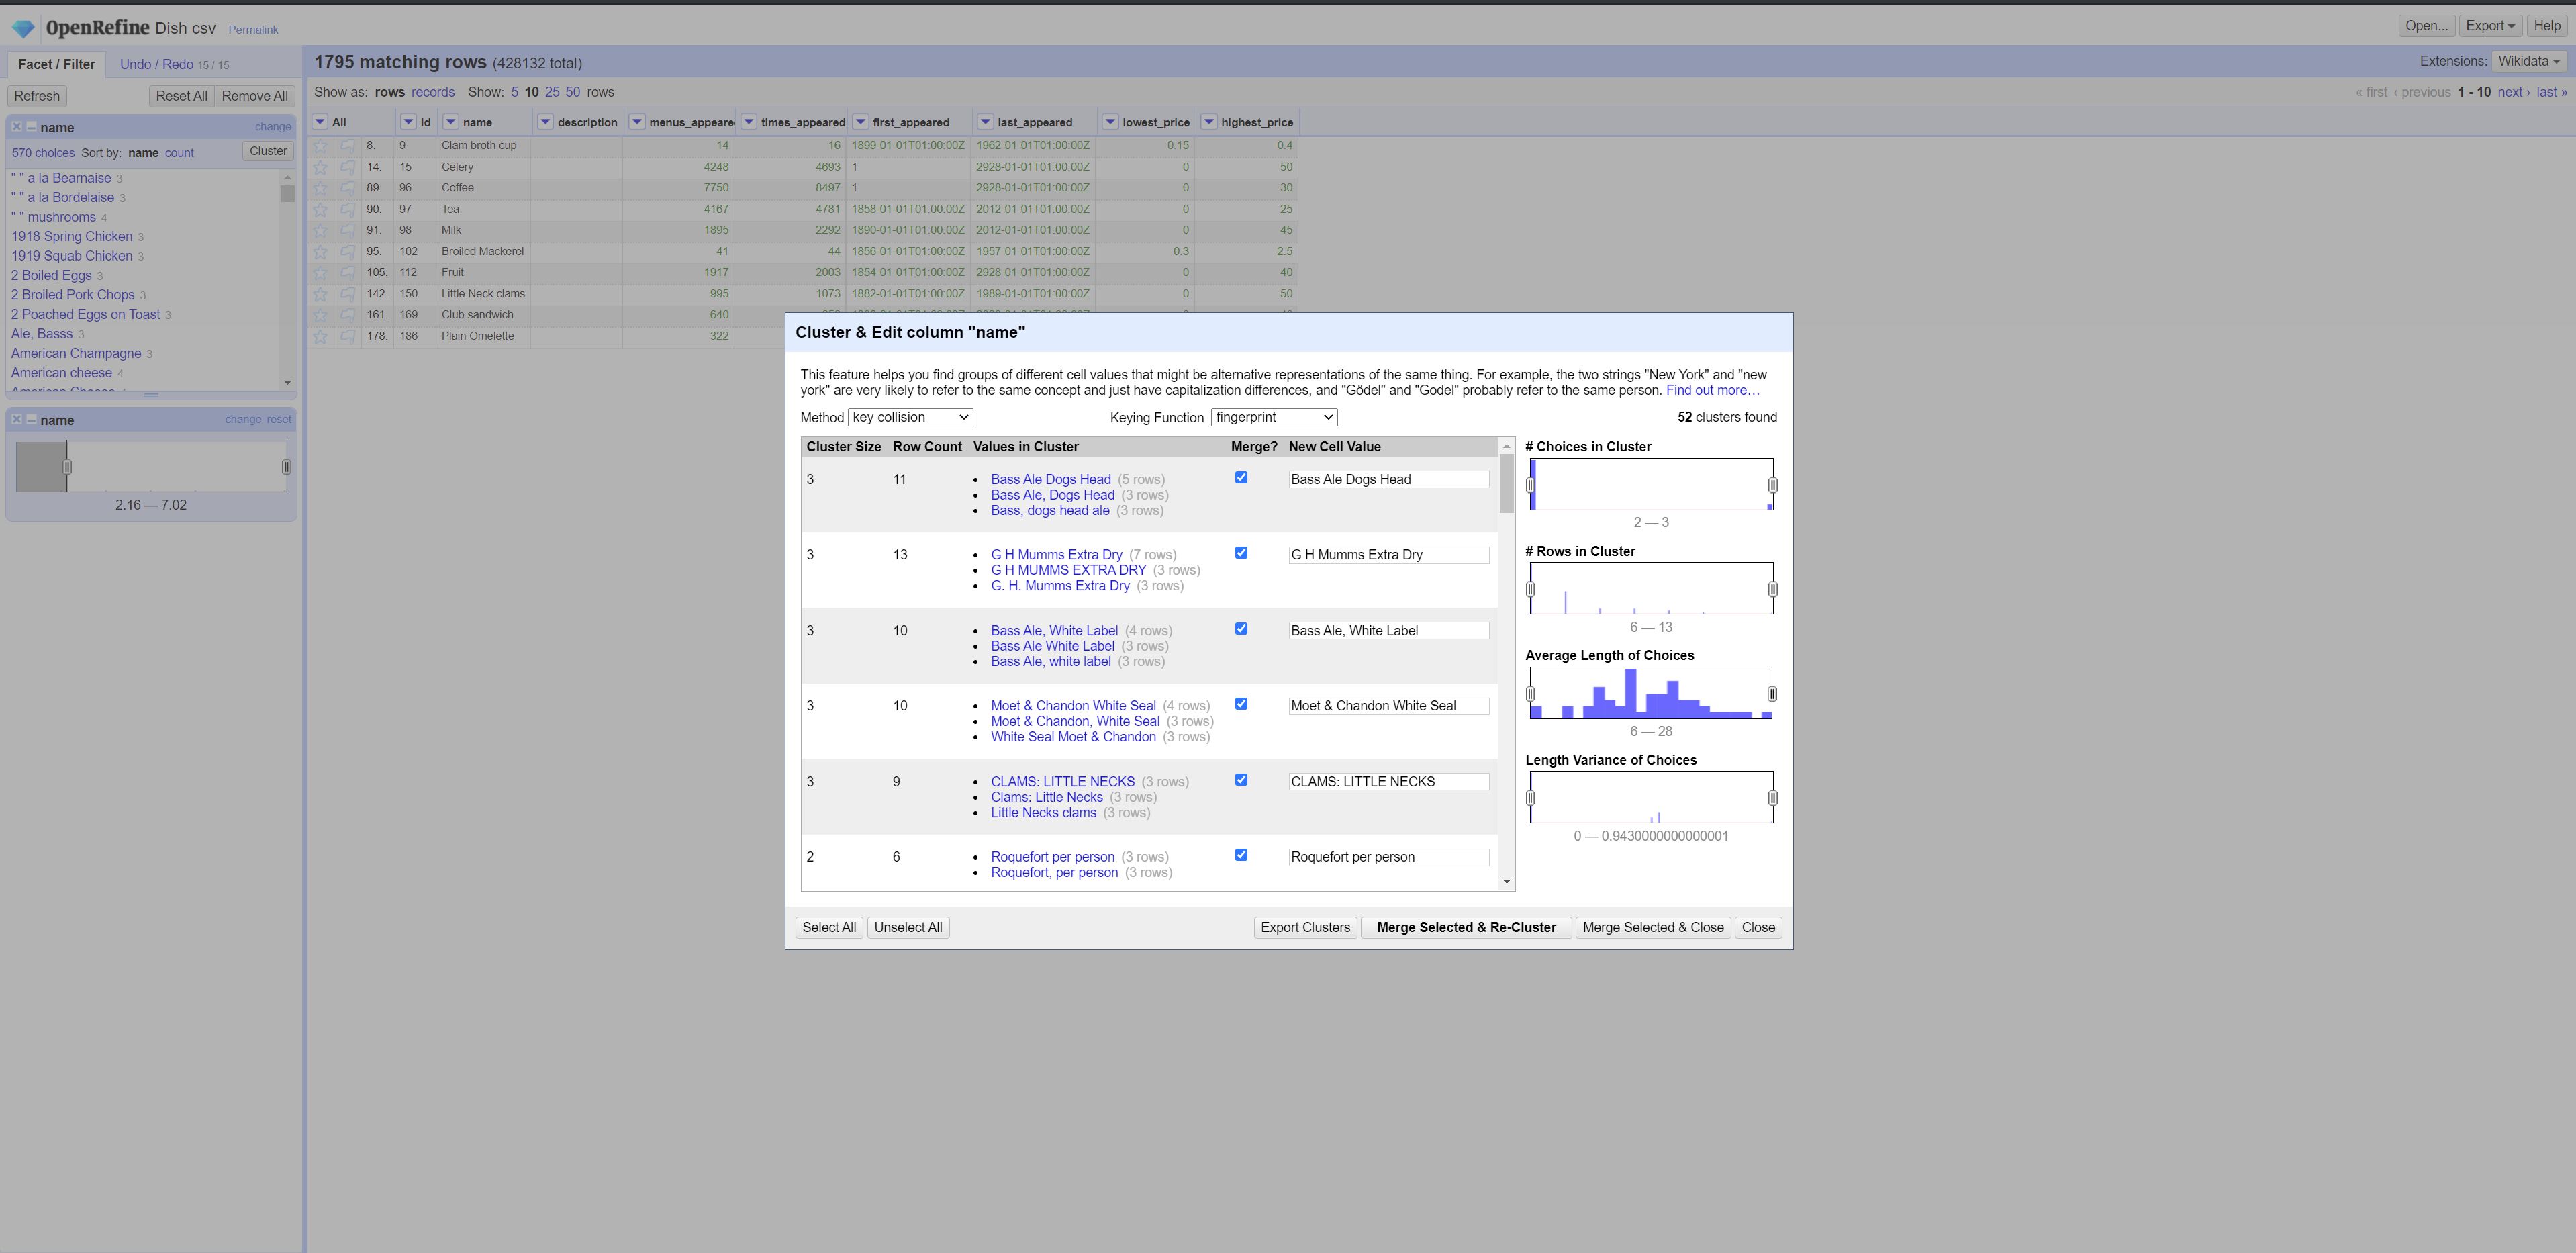 OpenRefine Dish csv Permalink
Open... Export Help
Facet / Filter Undo / Redo 15 / 15
1795 matching rows (428132 total)
Extensions: Wikidata
Refresh Reset All Remove All
Show as: rows records Show: 5 10 25 50 rows
« first ‹ previous 1 - 10 next › last »
name change
570 choices Sort by: name count Cluster
" " a la Bearnaise 3
" " a la Bordelaise 3
" " mushrooms 4
1918 Spring Chicken 3
1919 Squab Chicken 3
2 Boiled Eggs 3
2 Broiled Pork Chops 3
2 Poached Eggs on Toast 3
Ale, Basss 3
American Champagne 3
American cheese 4
name change reset
2.16 — 7.02
All id name description menus_appeare times_appeared first_appeared last_appeared lowest_price highest_price
8. 9 Clam broth cup 14 16 1899-01-01T01:00:00Z 1962-01-01T01:00:00Z 0.15 0.4
14. 15 Celery 4248 4693 1 2928-01-01T01:00:00Z 0 50
89. 96 Coffee 7750 8497 1 2928-01-01T01:00:00Z 0 30
90. 97 Tea 4167 4781 1858-01-01T01:00:00Z 2012-01-01T01:00:00Z 0 25
91. 98 Milk 1895 2292 1890-01-01T01:00:00Z 2012-01-01T01:00:00Z 0 45
95. 102 Broiled Mackerel 41 44 1856-01-01T01:00:00Z 1957-01-01T01:00:00Z 0.3 2.5
105. 112 Fruit 1917 2003 1854-01-01T01:00:00Z 2928-01-01T01:00:00Z 0 40
142. 150 Little Neck clams 995 1073 1882-01-01T01:00:00Z 1989-01-01T01:00:00Z 0 50
161. 169 Club sandwich 640
178. 186 Plain Omelette 322
Cluster & Edit column "name"
This feature helps you find groups of different cell values that might be alternative representations of the same thing. For example, the two strings "New York" and "new
york" are very likely to refer to the same concept and just have capitalization differences, and "Gödel" and "Godel" probably refer to the same person. Find out more…
Method key collision Keying Function fingerprint 52 clusters found
Cluster Size Row Count Values in Cluster Merge? New Cell Value
3 11 • Bass Ale Dogs Head (5 rows) Bass Ale Dogs Head
• Bass Ale, Dogs Head (3 rows)
• Bass, dogs head ale (3 rows)
3 13 • G H Mumms Extra Dry (7 rows) G H Mumms Extra Dry
• G H MUMMS EXTRA DRY (3 rows)
• G. H. Mumms Extra Dry (3 rows)
3 10 • Bass Ale, White Label (4 rows) Bass Ale, White Label
• Bass Ale White Label (3 rows)
• Bass Ale, white label (3 rows)
3 10 • Moet & Chandon White Seal (4 rows) Moet & Chandon White Seal
• Moet & Chandon, White Seal (3 rows)
• White Seal Moet & Chandon (3 rows)
3 9 • CLAMS: LITTLE NECKS (3 rows) CLAMS: LITTLE NECKS
• Clams: Little Necks (3 rows)
• Little Necks clams (3 rows)
2 6 • Roquefort per person (3 rows) Roquefort per person
• Roquefort, per person (3 rows)
# Choices in Cluster
2 — 3
# Rows in Cluster
6 — 13
Average Length of Choices
6 — 28
Length Variance of Choices
0 — 0.9430000000000001
Select All Unselect All Export Clusters Merge Selected & Re-Cluster Merge Selected & Close Close